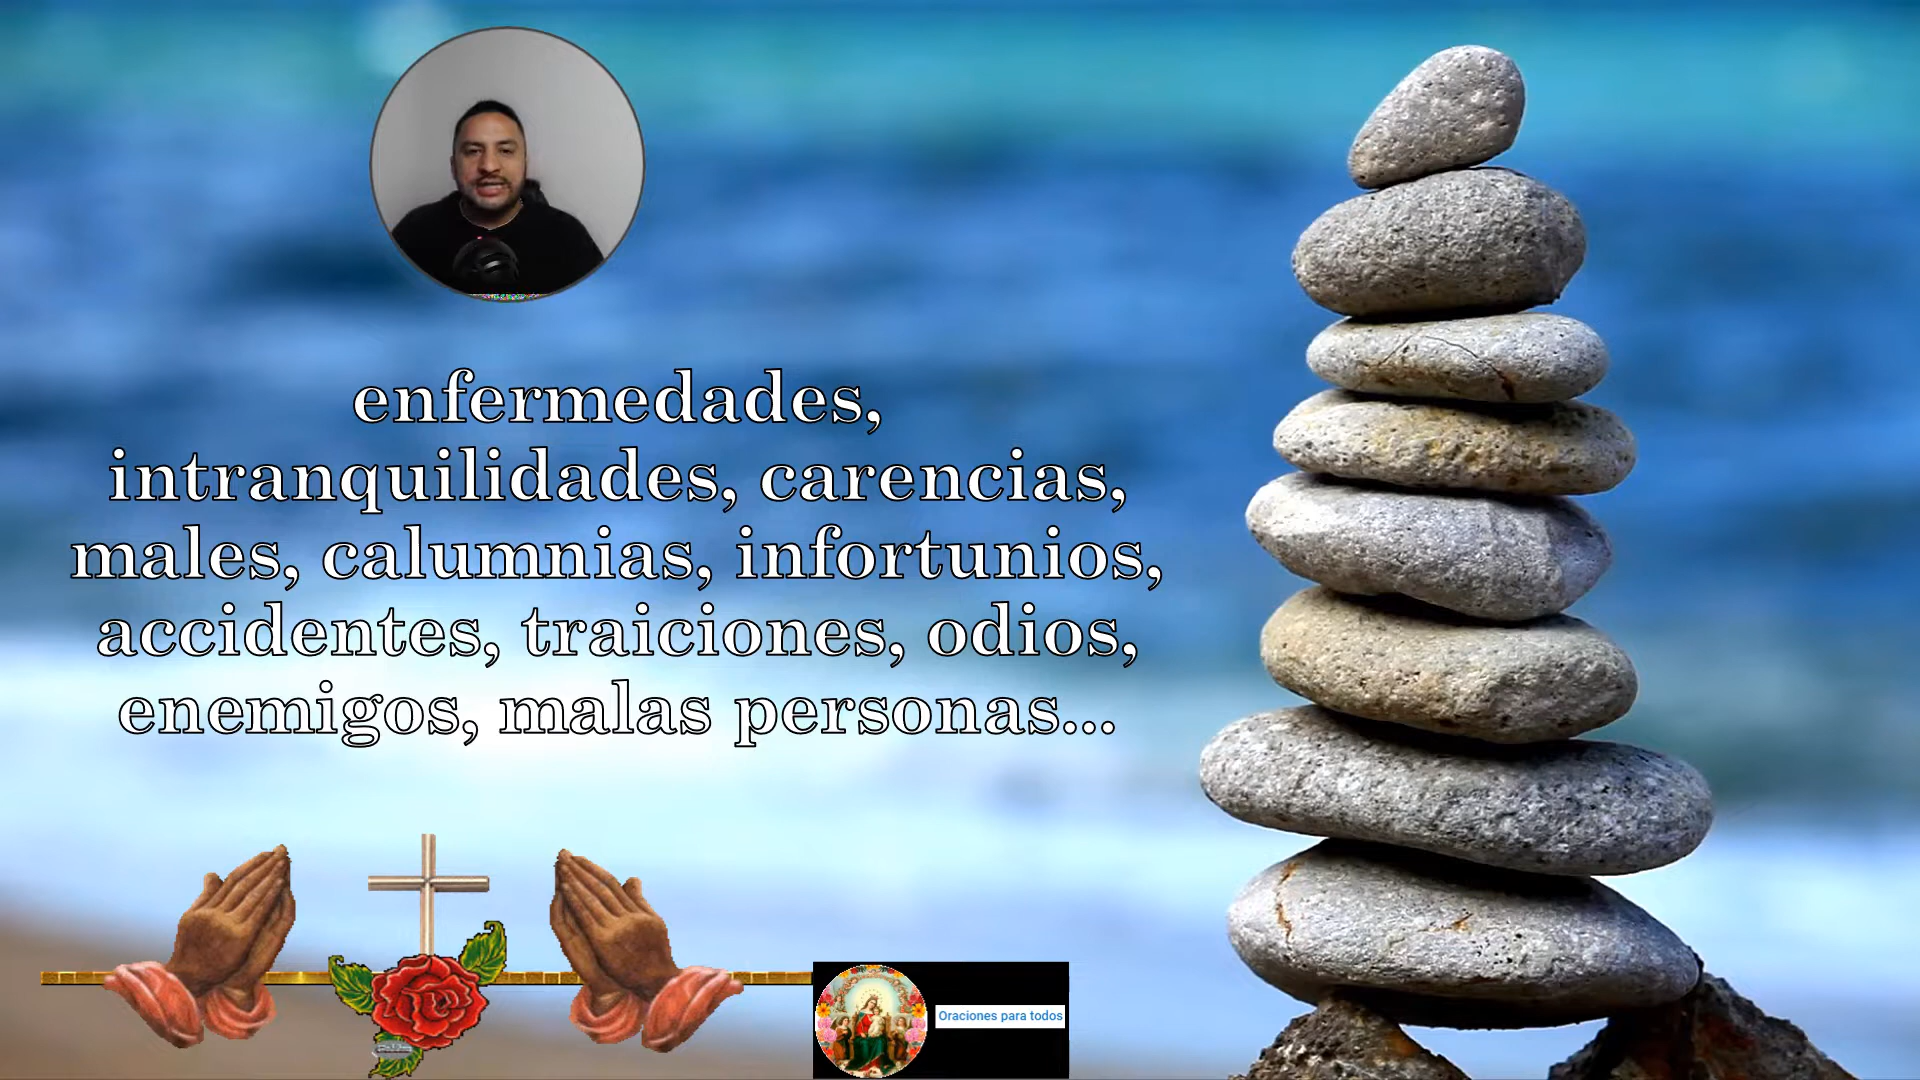 enfermedades,
intranquilidades, carencias,
males, calumnias, infortunios,
accidentes, traiciones, odios,
enemigos, malas personas...
Oraciones para todos